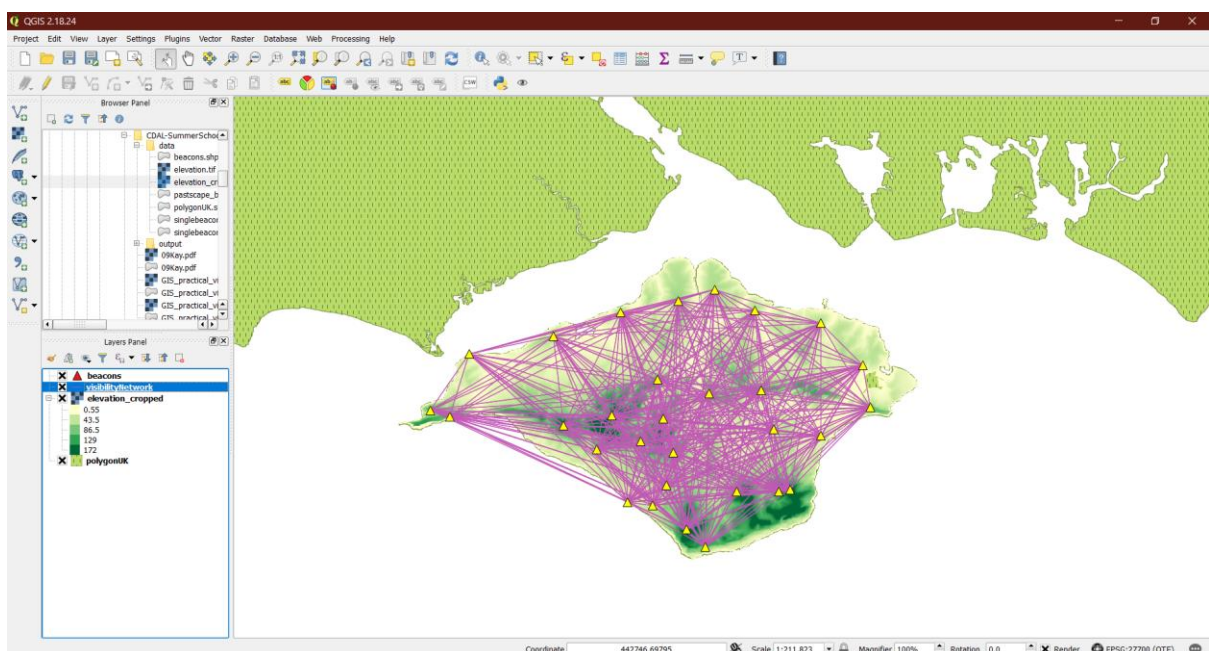 QGIS 2.18.24
Project Edit View Layer Settings Plugins Vector Raster Database Web Processing Help
Browser Panel
CDAL-SummerSchoo
data
beacons.shp
elevation.tif
elevation_cr
pastscape_b
polygonUK.s
singlebeacor
singlebeacor
output
09Kay.pdf
09Kay.pdf
GIS_practical_vi
GIS_practical_vi
GIS_practical_vi
GIS_practical_vi
Layers Panel
beacons
visibilityNetwork
elevation_cropped
0.55
43.5
86.5
129
172
polygonUK
Coordinate 442746,69795 Scale 1:211,823 Magnifier 100% Rotation 0.0 Render EPSG:27700 (OTF)